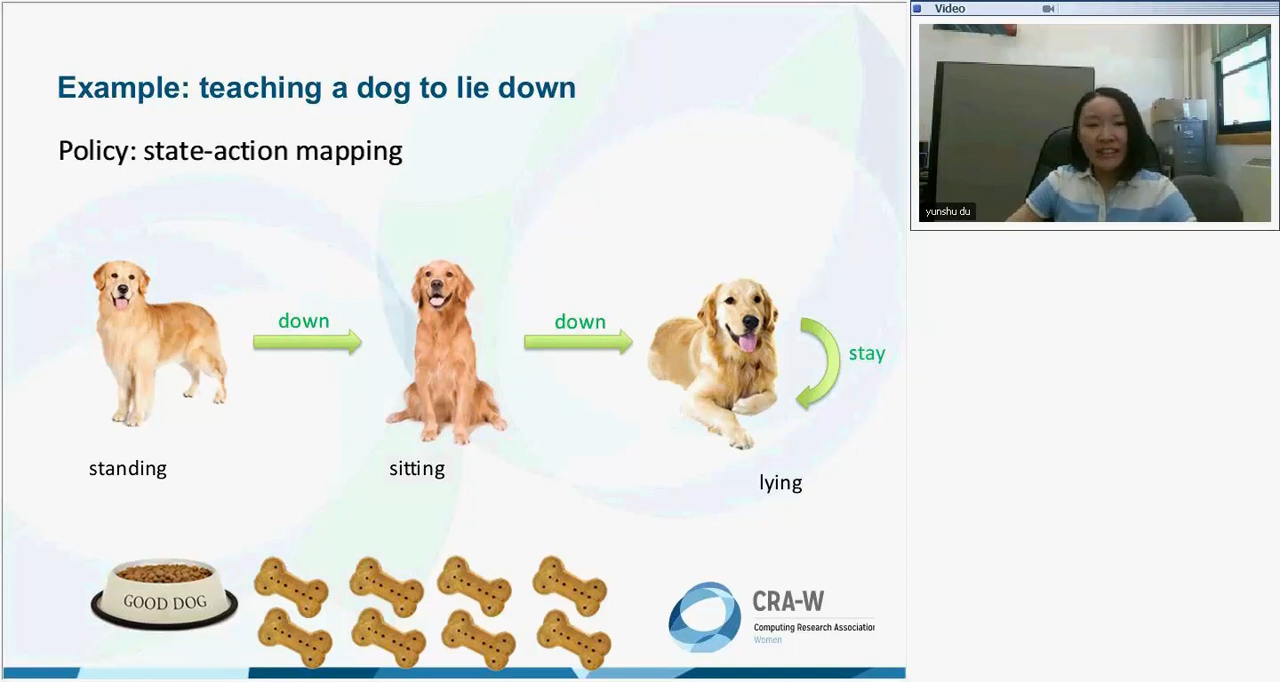 Example: teaching a dog to lie down
Policy: state-action mapping
down
down
stay
standing
sitting
lying
GOOD DOG
CRA-W
Computing Research Associatior
Women
Video
yunshu du